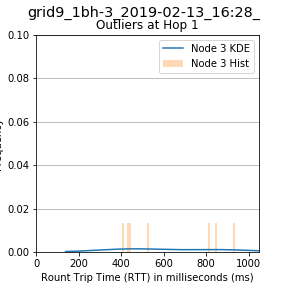 grid9_1bh-3_2019-02-13_16:28_
Outliers at Hop 1
Node 3 KDE
Node 3 Hist
0.10
0.08
0.06
0.04
0.02
0.00
0 200 400 600 800 1000
Rount Trip Time (RTT) in milliseconds (ms)